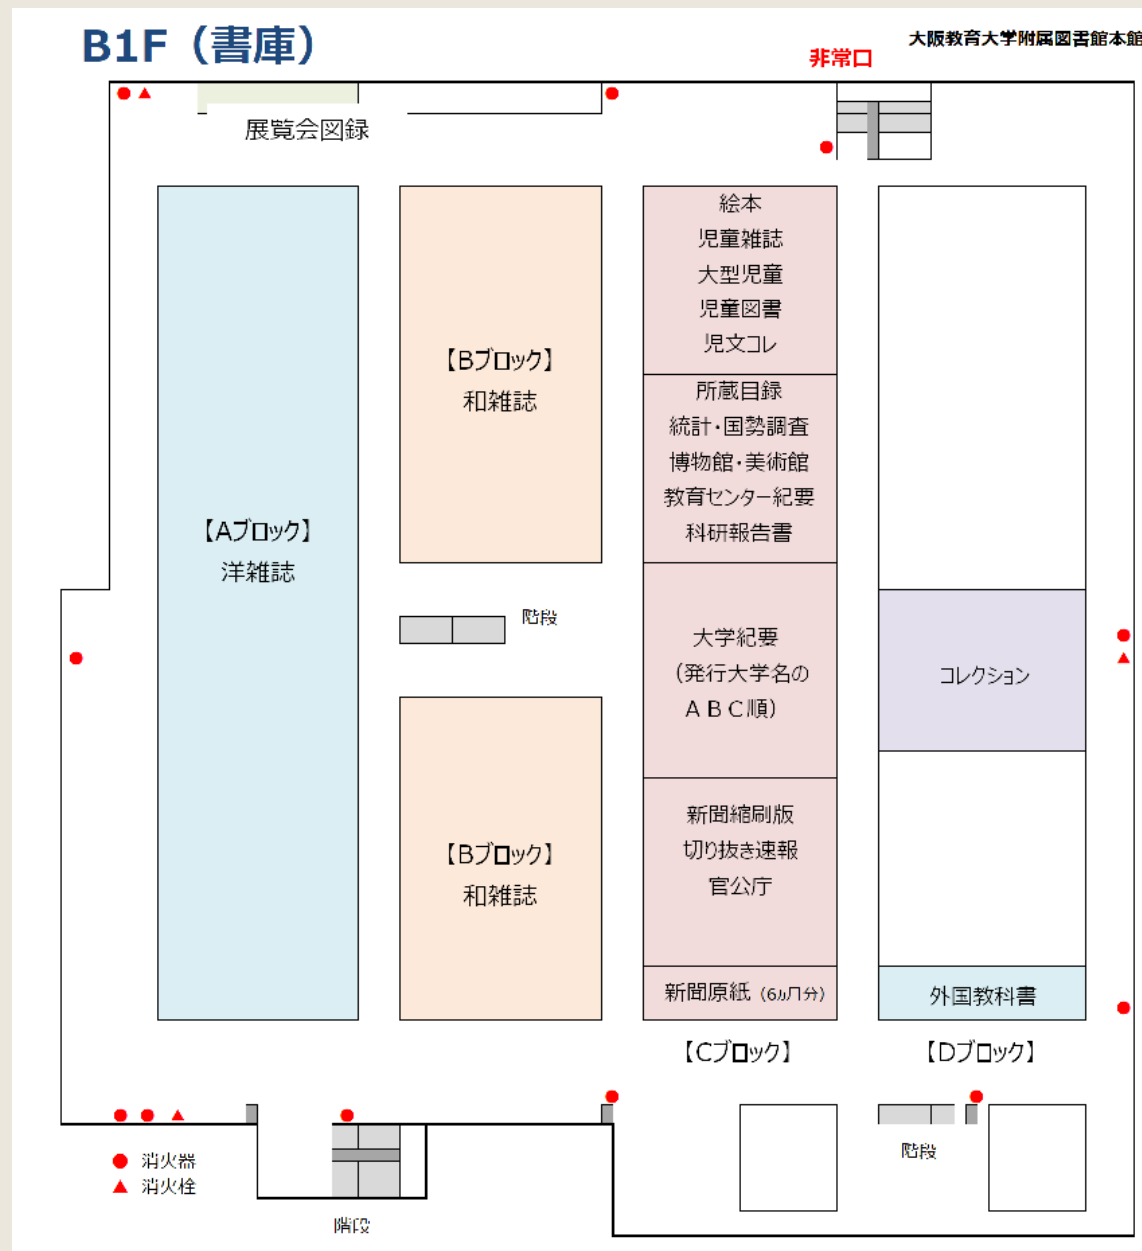 B1F（書庫）
大阪教育大学附属図書館本館
非常口
展覧会図録
【Aブロック】
洋雑誌
【Bブロック】
和雑誌
階段
【Bブロック】
和雑誌
絵本
児童雑誌
大型児童
児童図書
児文コレ
所蔵目録
統計・国勢調査
博物館・美術館
教育センター紀要
科研報告書
大学紀要
（発行大学名の
ＡＢＣ順）
新聞縮刷版
切り抜き速報
官公庁
新聞原紙（6ヵ月分）
【Cブロック】
コレクション
外国教科書
【Dブロック】
階段
消火器
消火栓
階段